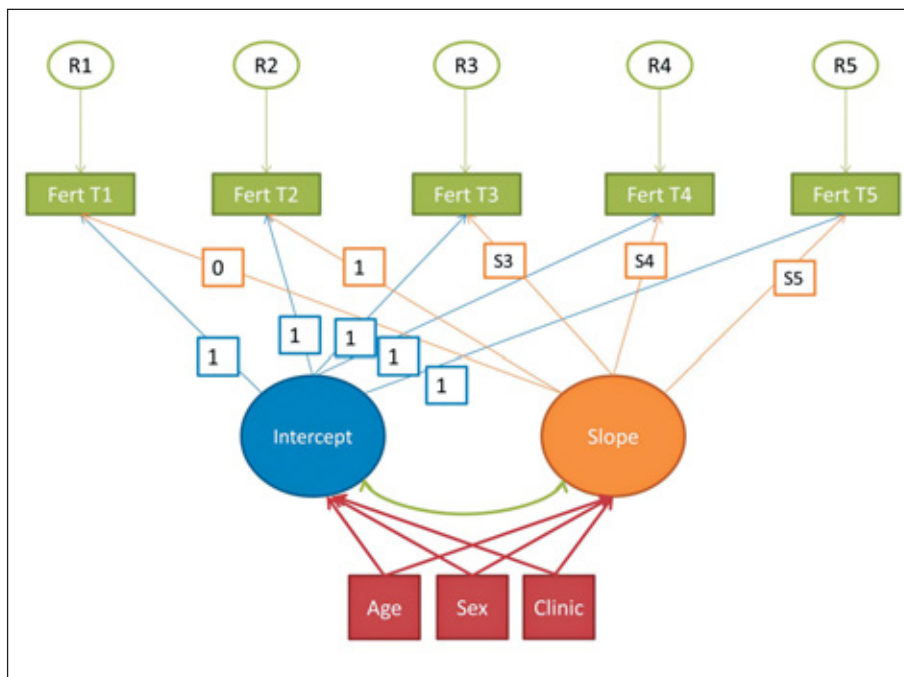 R1 R2 R3 R4 R5
Fert T1 Fert T2 Fert T3 Fert T4 Fert T5
0 1 S3 S4 S5
1 1 1 1 1
Intercept Slope
Age Sex Clinic